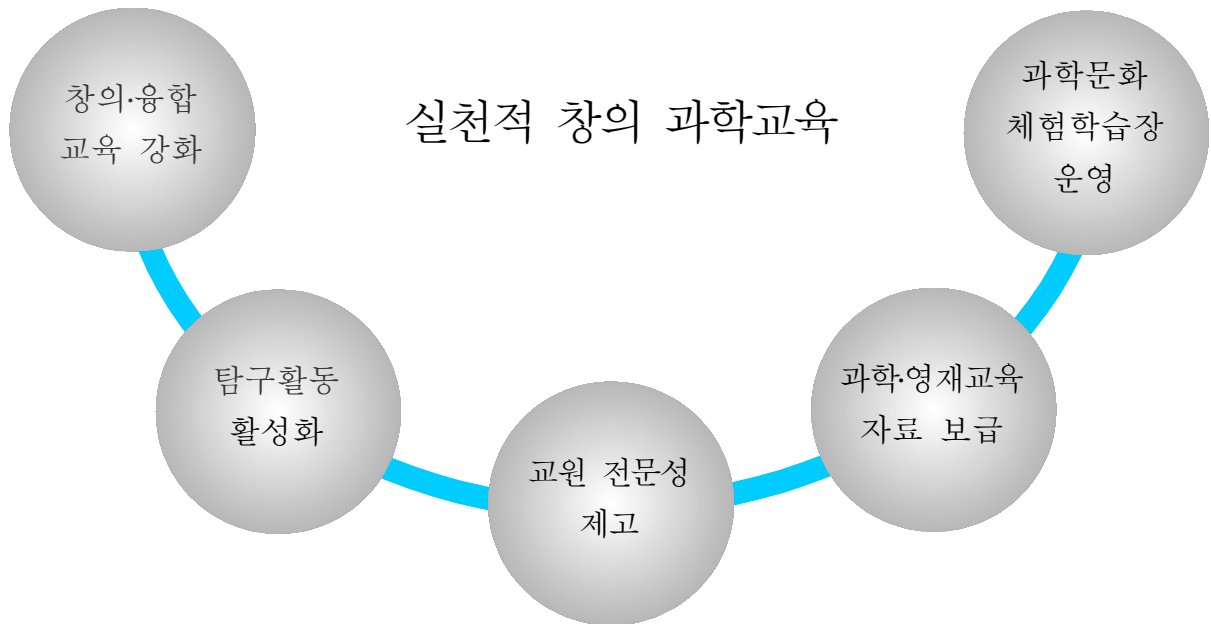 실천적 창의 과학교육
창의·융합
교육 강화
탐구활동
활성화
교원 전문성
제고
과학·영재교육
자료 보급
과학문화
체험학습장
운영